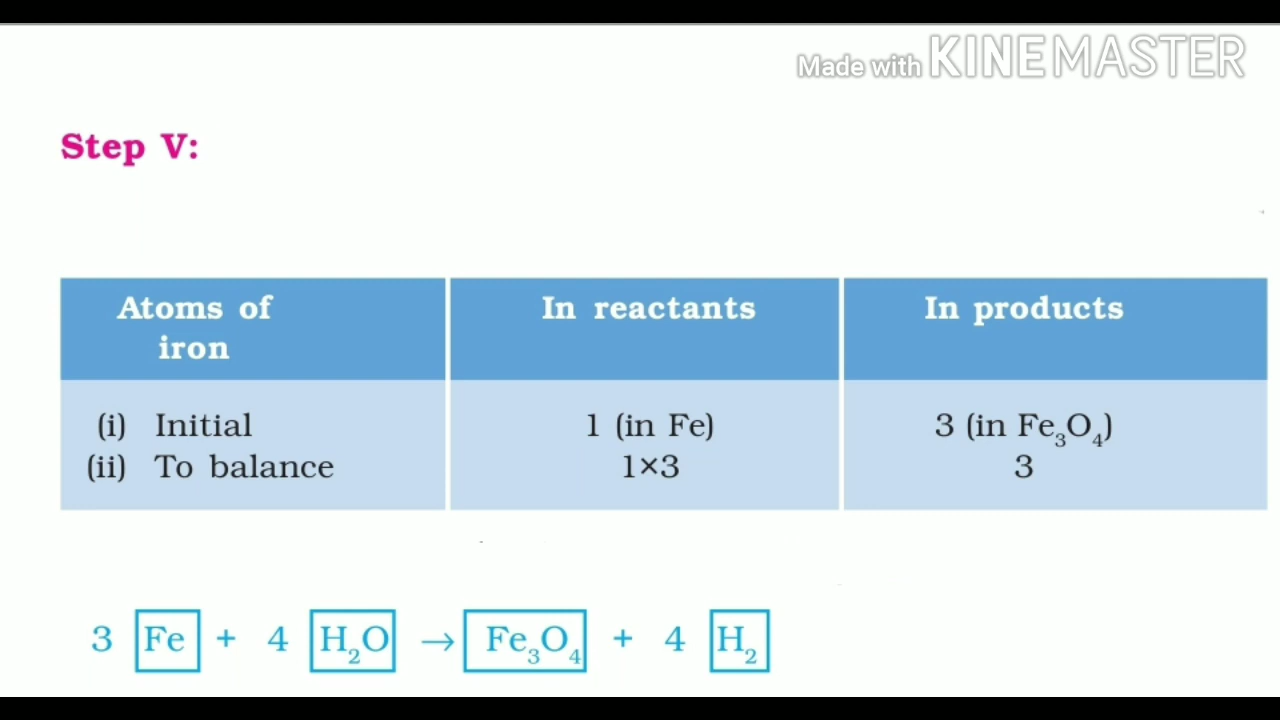 Made with KINEMASTER
Step V:
Atoms of iron In reactants In products
(i) Initial 1 (in Fe) 3 (in Fe₃O₄)
(ii) To balance 1×3 3
3 Fe + 4 H₂O → Fe₃O₄ + 4 H₂